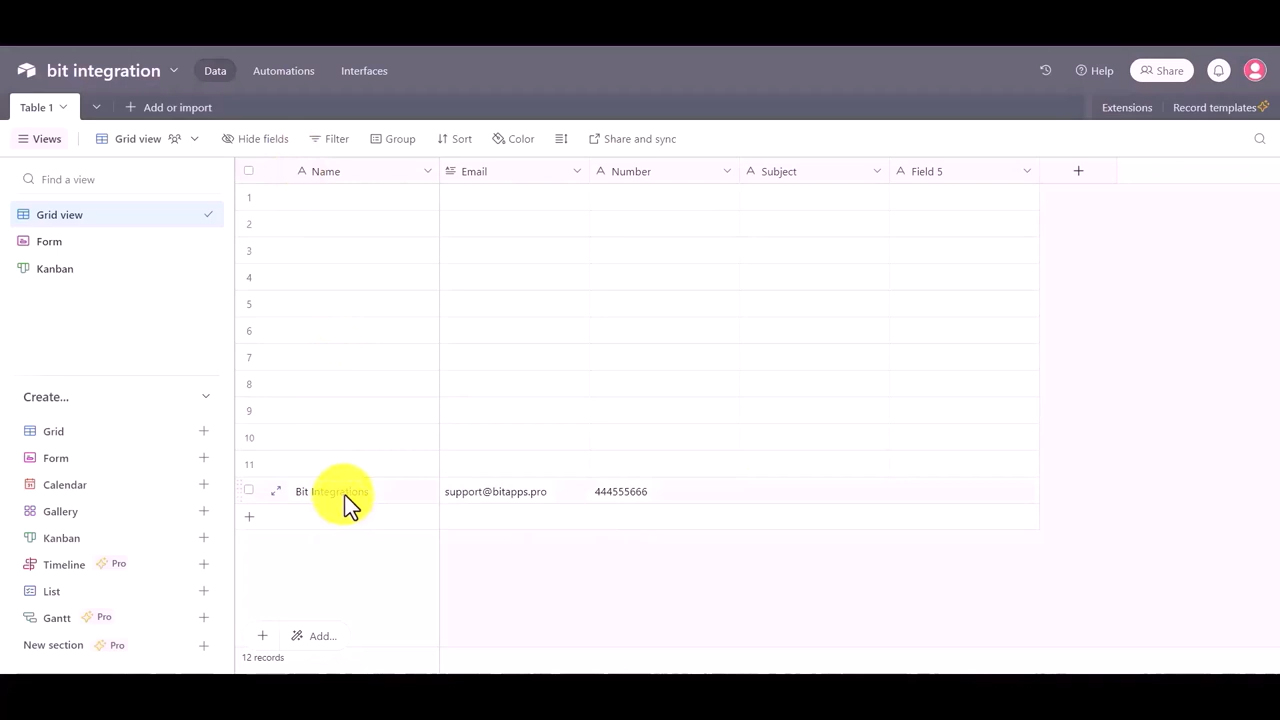 bit integration Data Automations Interfaces Help Share
Table 1 Add or import Extensions Record templates
Views Grid view Hide fields Filter Group Sort Color Share and sync
Find a view
Grid view
Form
Kanban
Create...
Grid
Form
Calendar
Gallery
Kanban
Timeline Pro
List
Gantt Pro
New section Pro
Name Email Number Subject Field 5
1
2
3
4
5
6
7
8
9
10
11
Bit Integrations support@bitapps.pro 444555666
Add...
12 records